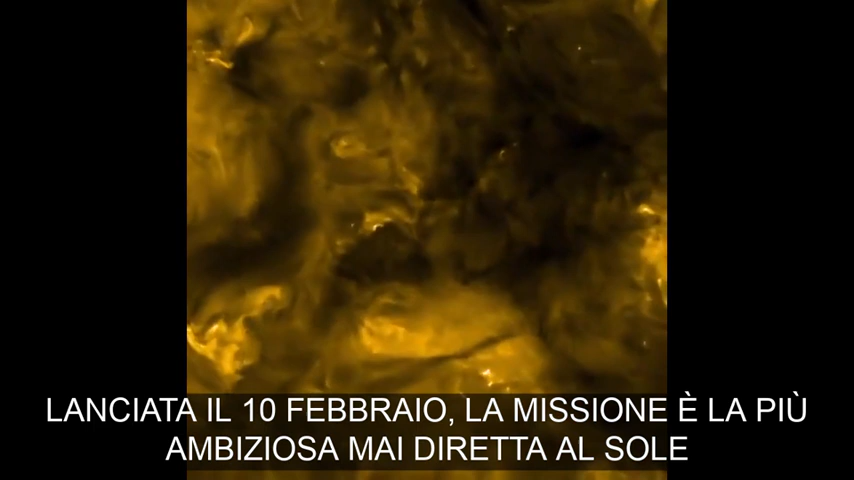 LANCIATA IL 10 FEBBRAIO, LA MISSIONE È LA PIÙ
AMBIZIOSA MAI DIRETTA AL SOLE